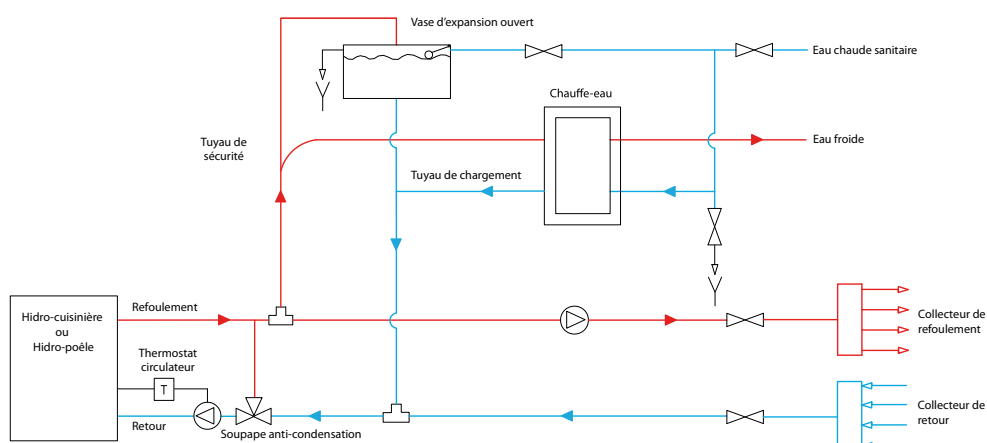 Vase d'expansion ouvert
Eau chaude sanitaire
Chauffe-eau
Tuyau de
sécurité
Eau froide
Tuyau de chargement
Refoulement
Hidro-cuisinière
ou
Hidro-poêle
Collecteur de
refoulement
Thermostat
circulateur
T
Retour
Soupape anti-condensation
Collecteur de
retour